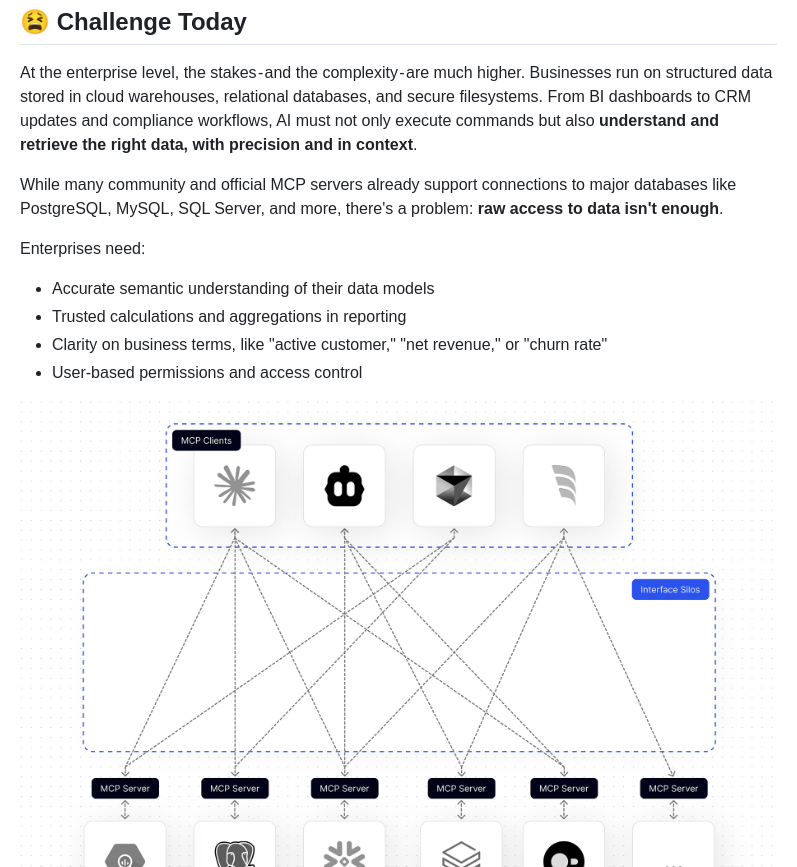 😫 Challenge Today
At the enterprise level, the stakes-and the complexity-are much higher. Businesses run on structured data
stored in cloud warehouses, relational databases, and secure filesystems. From BI dashboards to CRM
updates and compliance workflows, AI must not only execute commands but also understand and
retrieve the right data, with precision and in context.
While many community and official MCP servers already support connections to major databases like
PostgreSQL, MySQL, SQL Server, and more, there's a problem: raw access to data isn't enough.
Enterprises need:
• Accurate semantic understanding of their data models
• Trusted calculations and aggregations in reporting
• Clarity on business terms, like "active customer," "net revenue," or "churn rate"
• User-based permissions and access control
MCP Clients
Interface Silos
MCP Server MCP Server MCP Server MCP Server MCP Server MCP Server